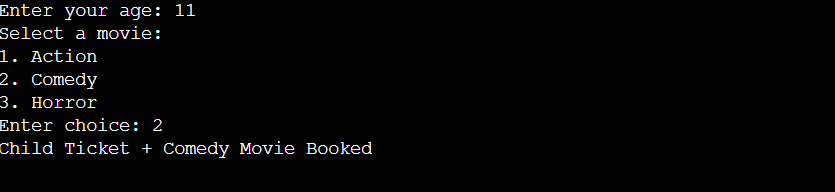 Enter your age: 11
Select a movie:
1. Action
2. Comedy
3. Horror
Enter choice: 2
Child Ticket + Comedy Movie Booked